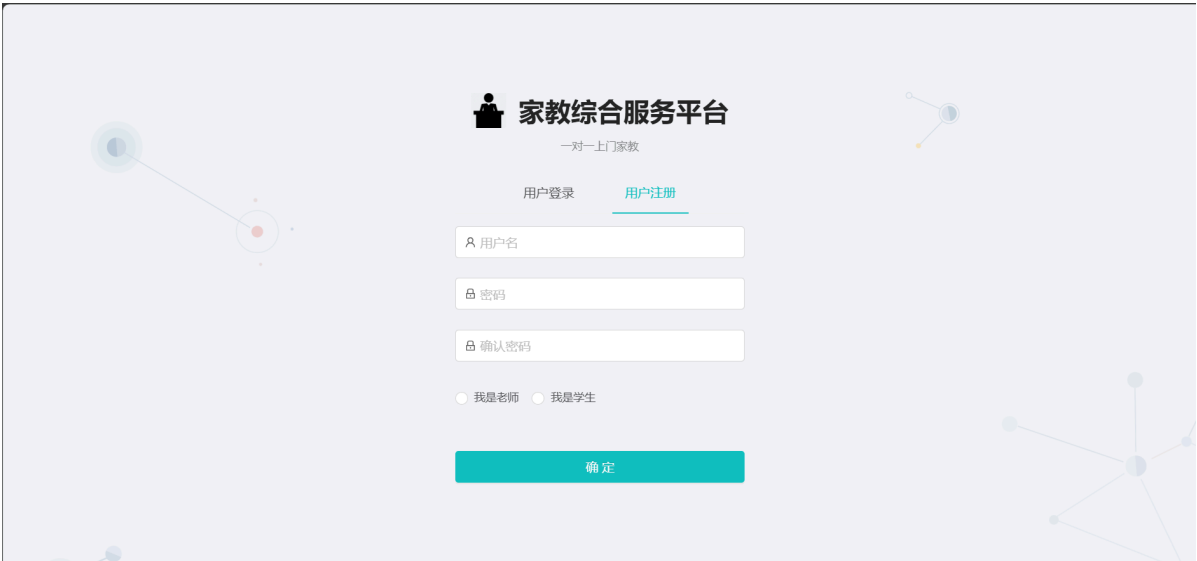 家教综合服务平台
一对一上门家教
用户登录 用户注册
用户名
密码
确认密码
我是老师 我是学生
确 定